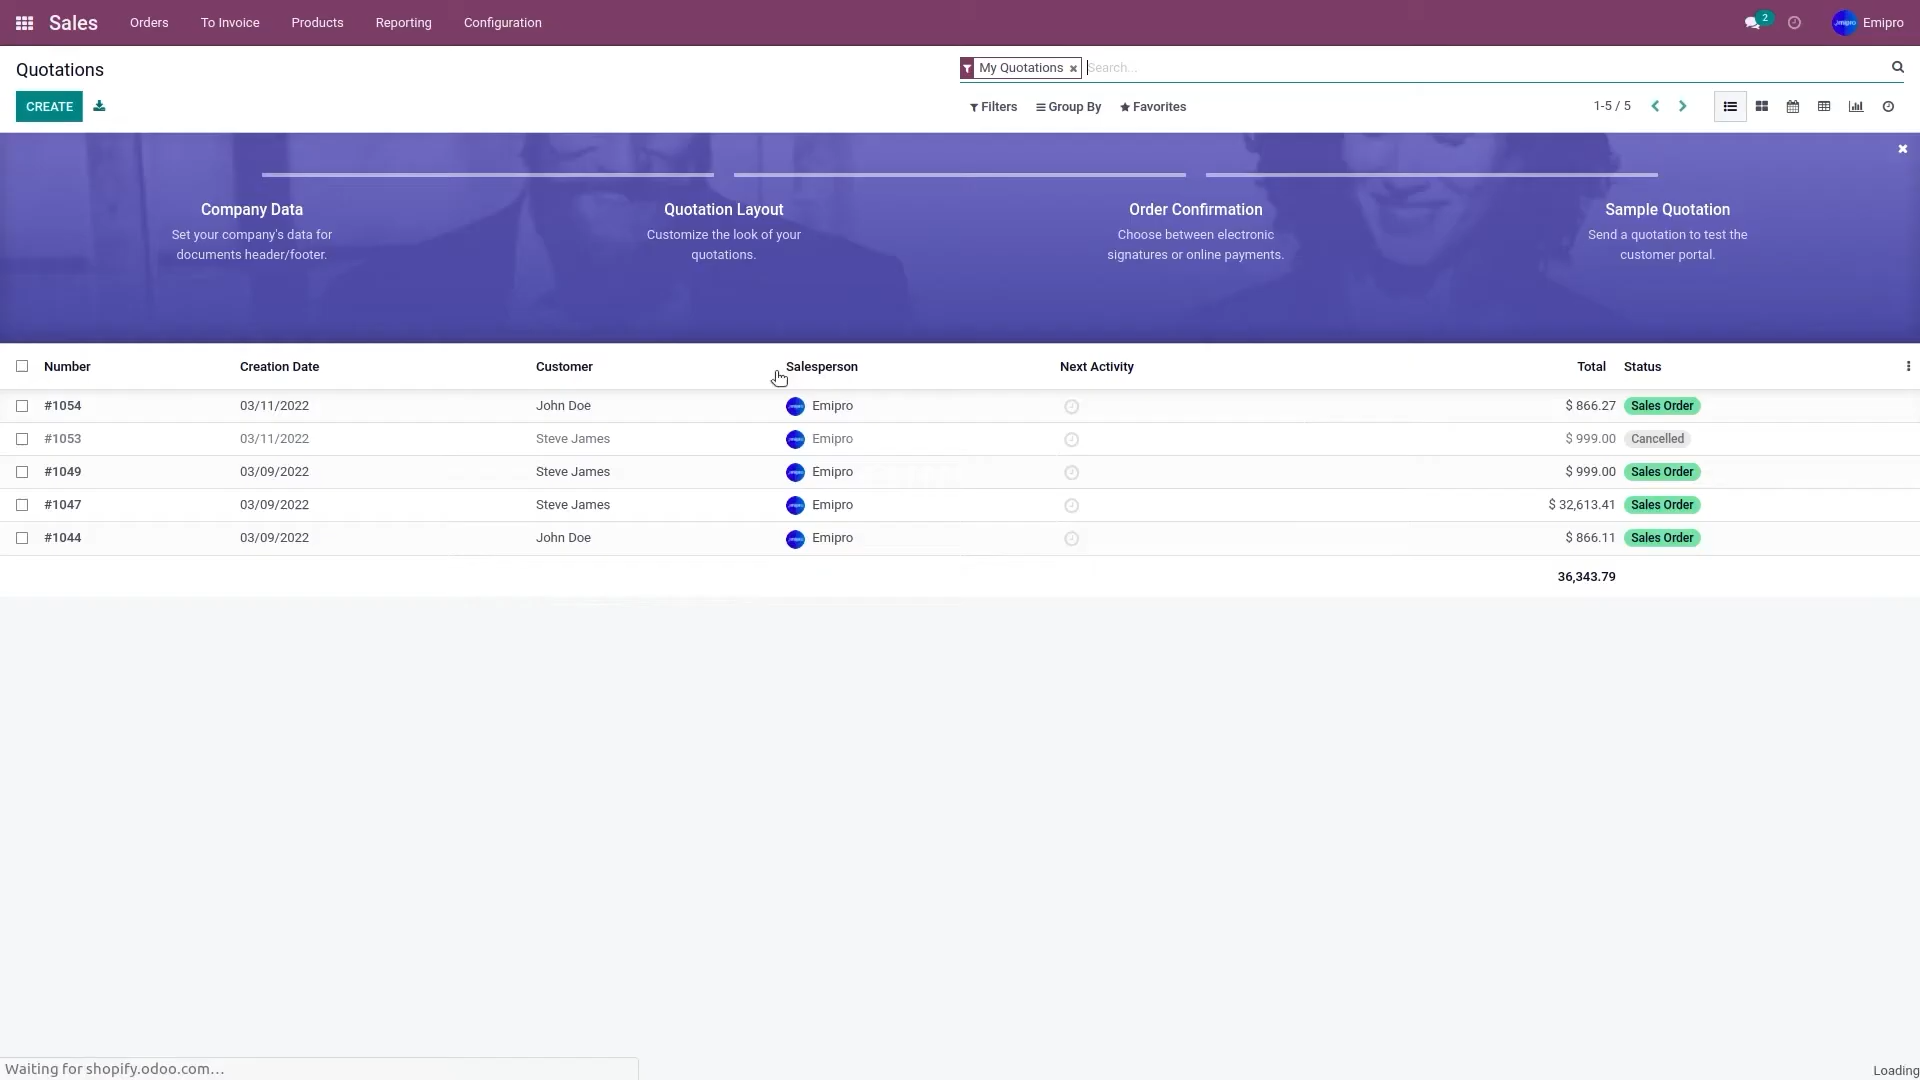 Sales Orders To Invoice Products Reporting Configuration 2 Emipro
Quotations My Quotations Search...
CREATE Filters Group By Favorites 1-5 / 5
Company Data Quotation Layout Order Confirmation Sample Quotation
Set your company's data for Customize the look of your Choose between electronic Send a quotation to test the
documents header/footer. quotations. signatures or online payments. customer portal.
Number Creation Date Customer Salesperson Next Activity Total Status
#1054 03/11/2022 John Doe Emipro $ 866.27 Sales Order
#1053 03/11/2022 Steve James Emipro $ 999.00 Cancelled
#1049 03/09/2022 Steve James Emipro $ 999.00 Sales Order
#1047 03/09/2022 Steve James Emipro $ 32,613.41 Sales Order
#1044 03/09/2022 John Doe Emipro $ 866.11 Sales Order
36,343.79
Waiting for shopify.odoo.com... Loading